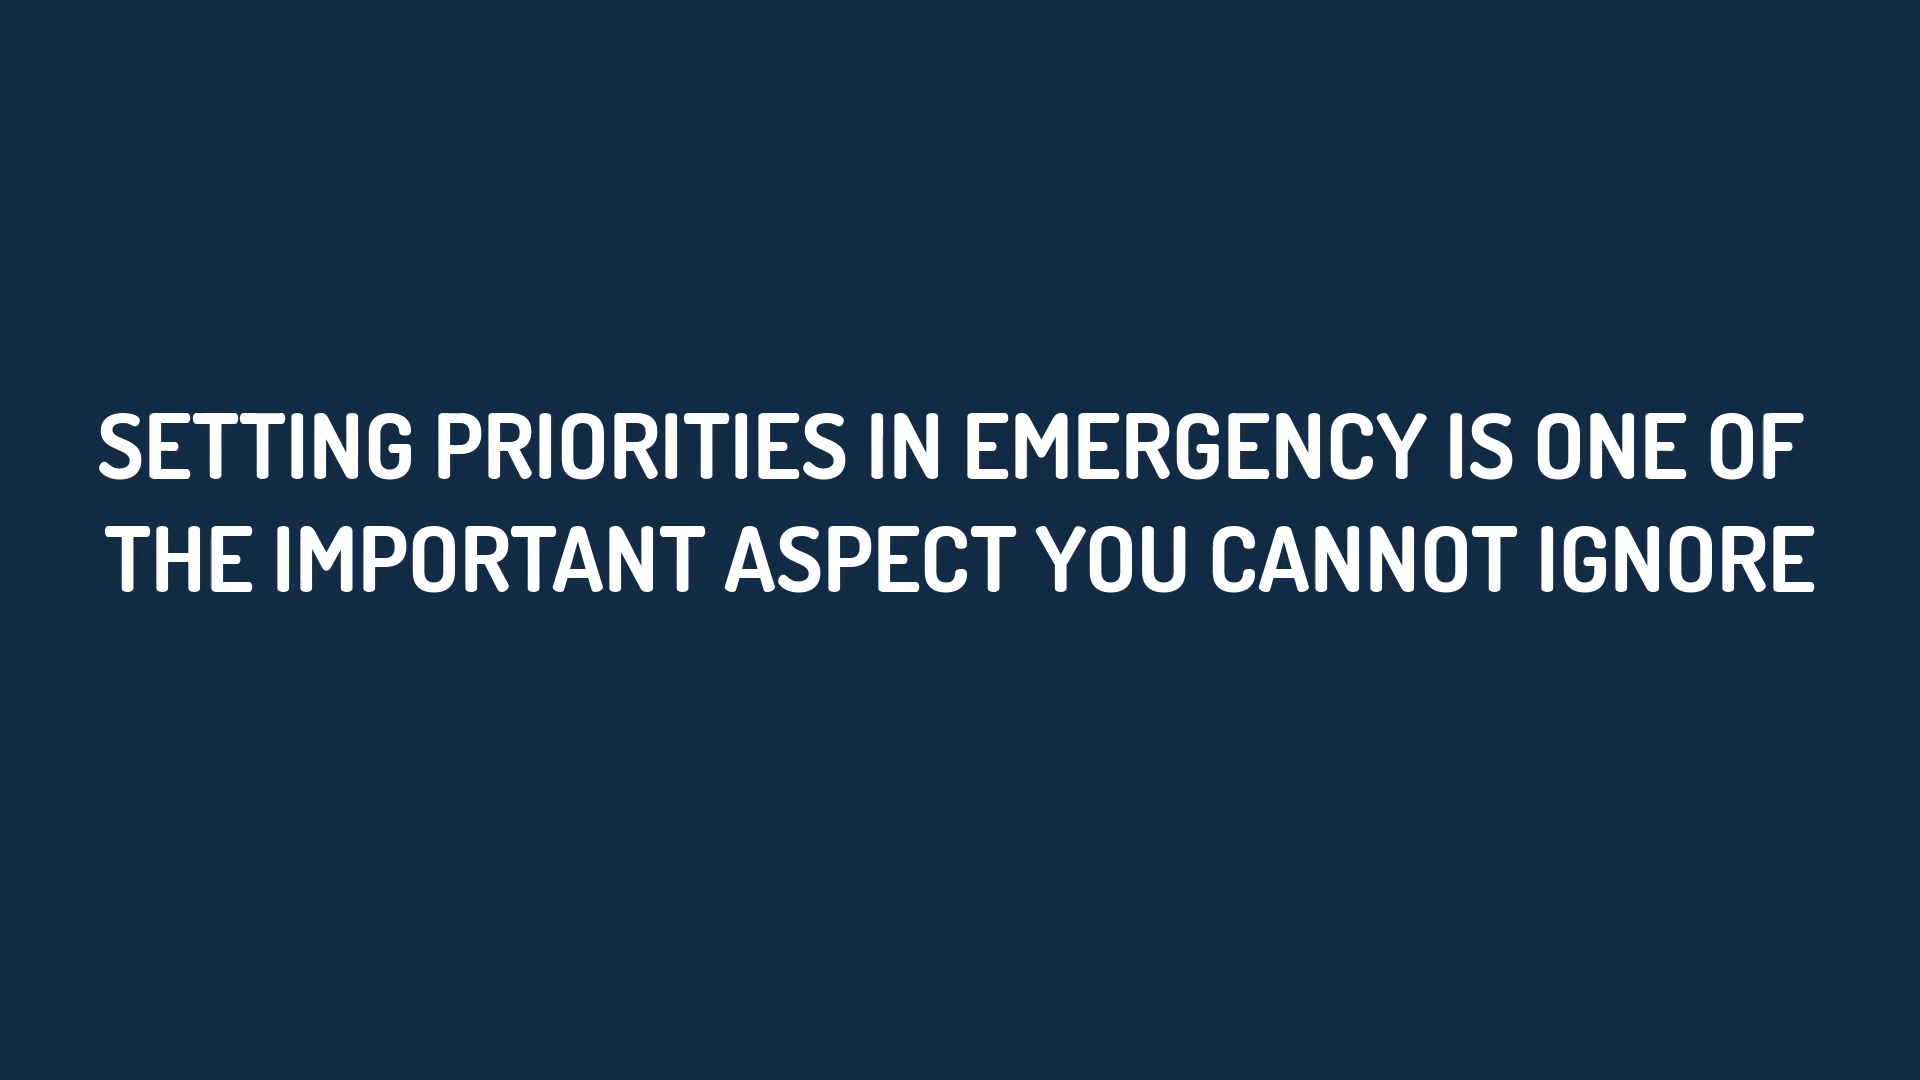 SETTING PRIORITIES IN EMERGENCY IS ONE OF
THE IMPORTANT ASPECT YOU CANNOT IGNORE